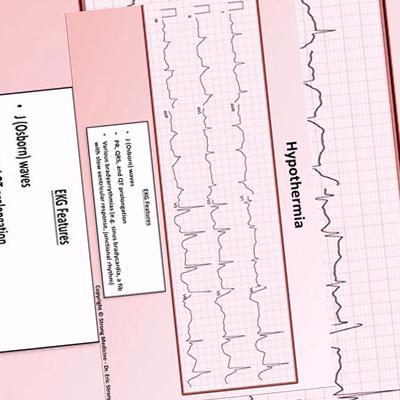 Hypothermia
EKG Features
• J (Osborn) waves
• PR, QRS, and QT prolongation
• Various bradyarrhythmias (e.g. sinus bradycardia, a fib
with slow ventricular response, junctional rhythm)
Copyright © Strong Medicine - Dr. Eric Strong
EKG Features
• J (Osborn) waves
prolongation